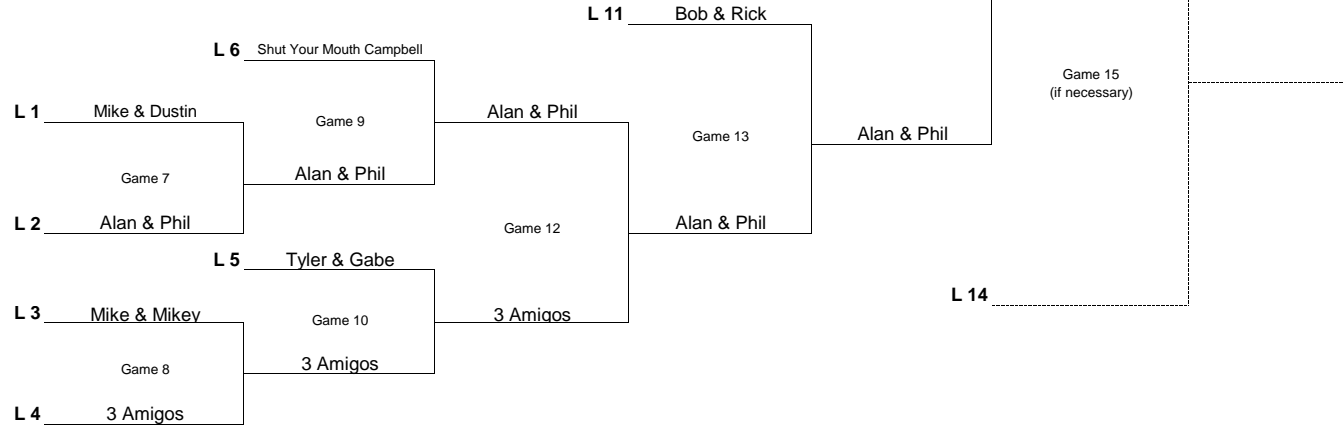 L 11 Bob & Rick
L 6 Shut Your Mouth Campbell
Game 15
(if necessary)
L 1 Mike & Dustin
Game 9
Alan & Phil
Game 13
Alan & Phil
Game 7
Alan & Phil
L 2 Alan & Phil
Game 12
Alan & Phil
L 5 Tyler & Gabe
L 14
L 3 Mike & Mikey
Game 10
3 Amigos
Game 8
3 Amigos
L 4 3 Amigos